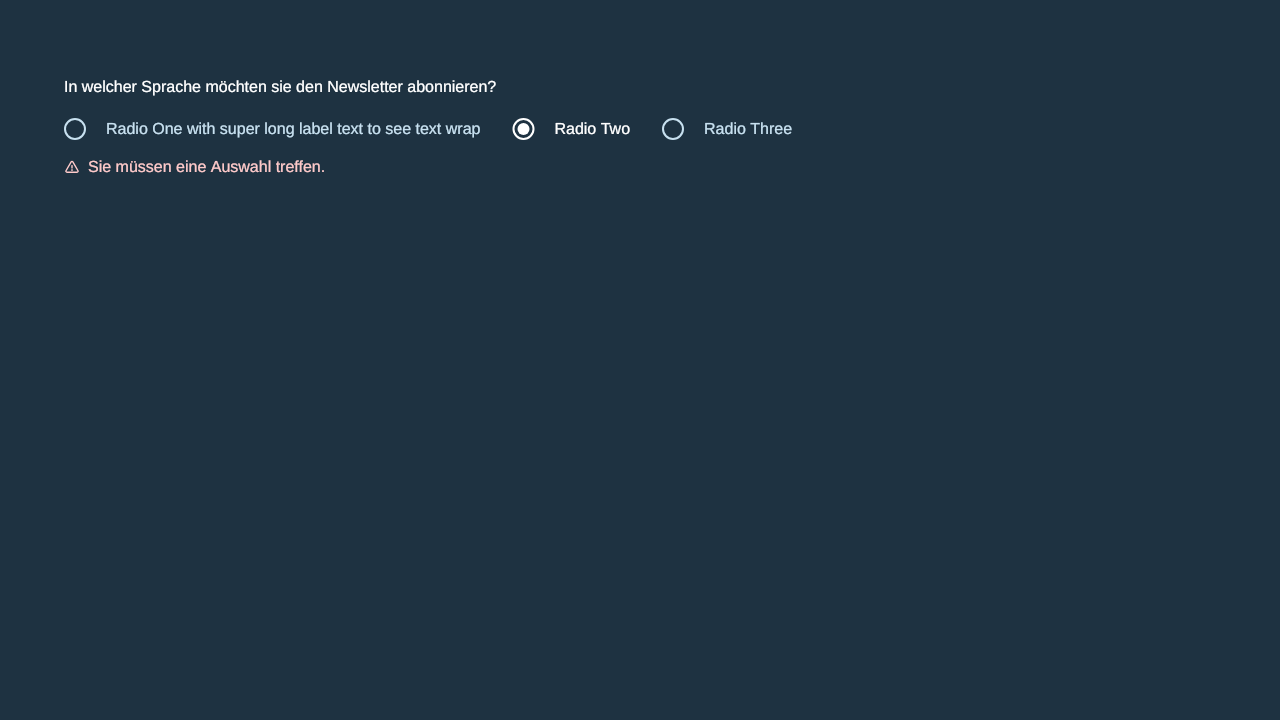 In welcher Sprache möchten sie den Newsletter abonnieren?
Radio One with super long label text to see text wrap Radio Two Radio Three
Sie müssen eine Auswahl treffen.